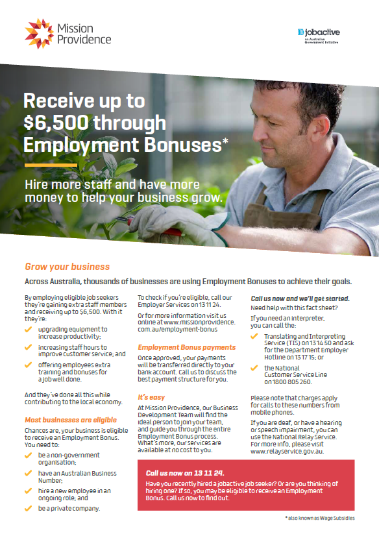 Mission
Providence
jobactive
An Australian
Government Initiative
Receive up to
$6,500 through
Employment Bonuses*
Hire more staff and have more
money to help your business grow.
Grow your business
Across Australia, thousands of businesses are using Employment Bonuses to achieve their goals.
By employing eligible job seekers
they're gaining extra staff members
and receiving up to $6,500. With it
they're:
upgrading equipment to
increase productivity;
increasing staff hours to
improve customer service; and
offering employees extra
training and bonuses for
a job well done.
And they've done all this while
contributing to the local economy.
Most businesses are eligible
Chances are, your business is eligible
to receive an Employment Bonus.
You need to:
be a non-government
organisation;
have an Australian Business
Number;
hire a new employee in an
ongoing role; and
be a private company.
To check if you're eligible, call our
Employer Services on 13 11 24.
Or for more information visit us
online at www.missionprovidence.
com.au/employment-bonus
Employment Bonus payments
Once approved, your payments
will be transferred directly to your
bank account. Call us to discuss the
best payment structure for you.
It's easy
At Mission Providence, our Business
Development Team will find the
ideal person to join your team,
and guide you through the entire
Employment Bonus process.
What's more, our services are
available at no cost to you.
Call us now and we'll get started.
Need help with this fact sheet?
If you need an interpreter,
you can call the:
Translating and Interpreting
Service (TIS) on 13 14 50 and ask
for the Department Employer
Hotline on 13 17 15; or
the National
Customer Service Line
on 1800 805 260.
Please note that charges apply
for calls to these numbers from
mobile phones.
If you are deaf, or have a hearing
or speech impairment, you can
use the National Relay Service.
For more info, please visit
www.relayservice.gov.au.
Call us now on 13 11 24.
Have you recently hired a jobactive job seeker? Or are you thinking of
hiring one? If so, you may be eligible to receive an Employment
Bonus. Call us now to find out.
* also known as Wage Subsidies